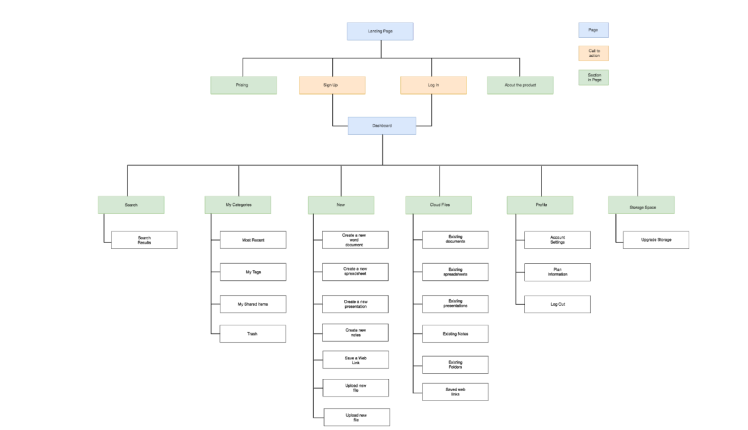 Landing Page
Page
Call to
action
Section
in Page
Pricing
Sign Up
Log in
About the product
Dashboard
Search
My Categories
New
Cloud Files
Profile
Storage Space
Search
Results
Most Recent
My Tags
My Shared Items
Trash
Create a new
word
document
Create a new
spreadsheet
Create a new
presentation
Create new
notes
Save a Web
Link
Upload new
file
Upload new
file
Existing
documents
Existing
spreadsheets
Existing
presentations
Existing Notes
Existing
Folders
Saved web
links
Account
Settings
Plan
Information
Log Out
Upgrade Storage